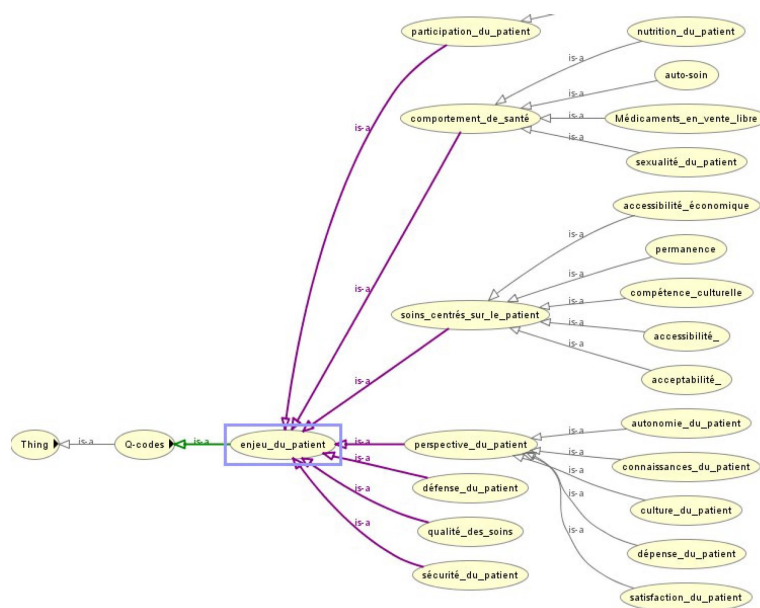 participation_du_patient
nutrition_du_patient
is-a
auto-soin
is-a
is-a
comportement_de_santé
is-a
Médicaments_en_vente_libre
is-a
sexualité_du_patient
accessibilité_économique
is-a
permanence
is-a
is-a
compétence_culturelle
is-a
soins_centrés_sur_le_patient
is-a
accessibilité_
is-a
is-a
acceptabilité_
autonomie_du_patient
is-a
Thing
is-a
Q-codes
is-a
enjeu_du_patient
is-a
perspective_du_patient
is-a
connaissances_du_patient
is-a
défense_du_patient
is-a
culture_du_patient
is-a
qualité_des_soins
is-a
is-a
dépense_du_patient
is-a
sécurité_du_patient
satisfaction_du_patient